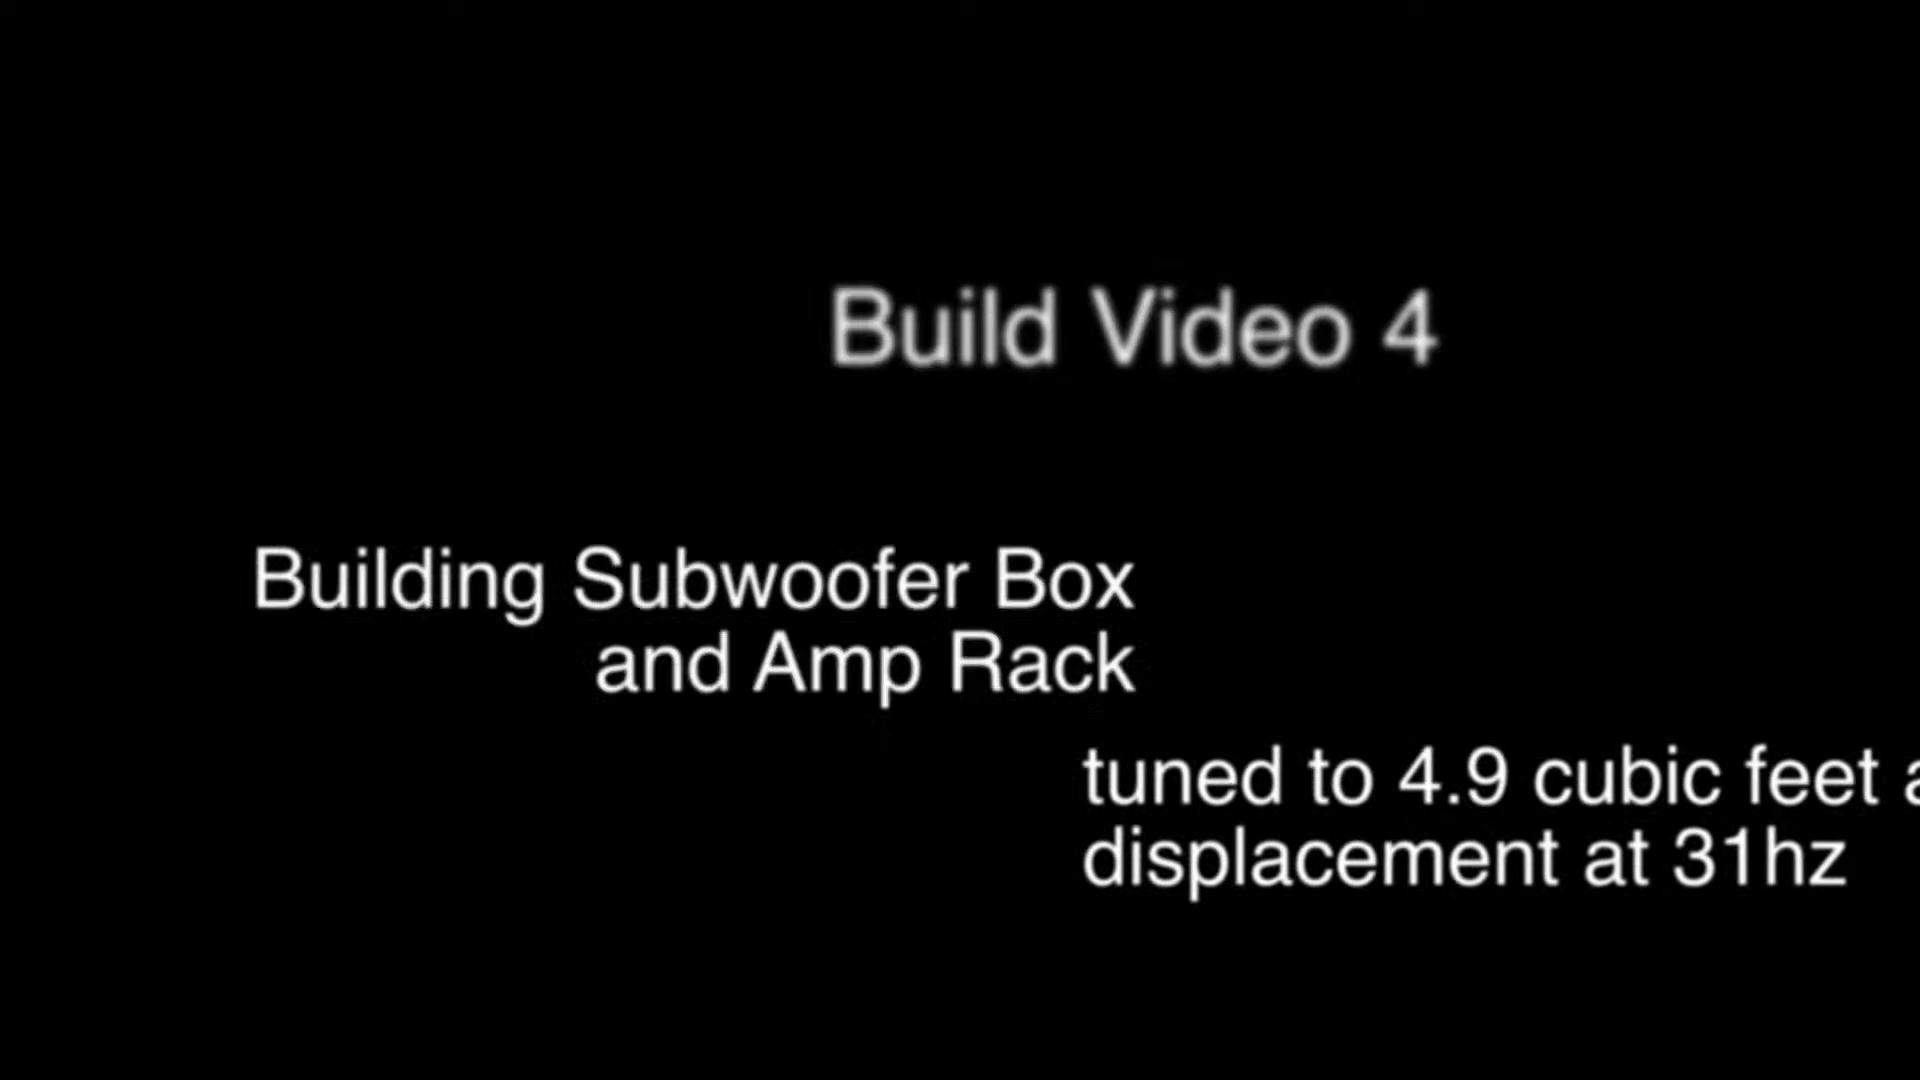 Build Video 4
Building Subwoofer Box
and Amp Rack
tuned to 4.9 cubic feet
displacement at 31hz